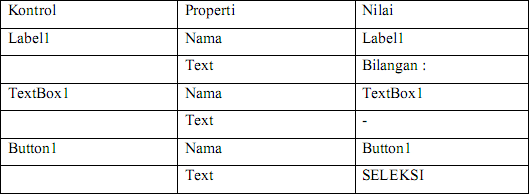 Kontrol Properti Nilai
Label1 Nama Label1
Text Bilangan :
TextBox1 Nama TextBox1
Text -
Button1 Nama Button1
Text SELEKSI